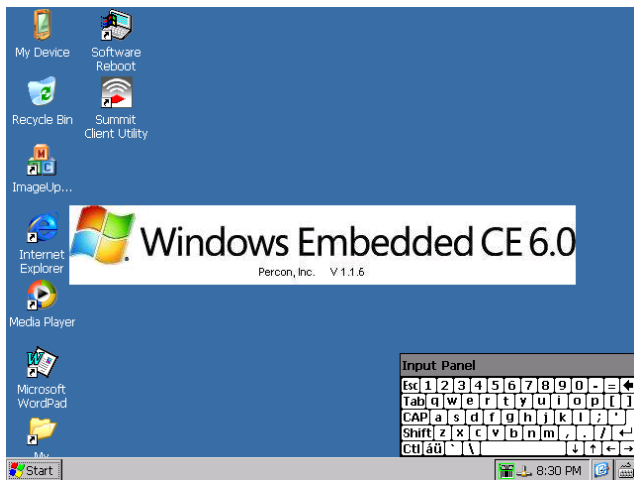 My Device
Software
Reboot
Recycle Bin
Summit
Client Utility
ImageUp...
Internet
Explorer
Windows Embedded CE 6.0
Percon, Inc. V 1.1.6
Media Player
Microsoft
WordPad
My
Input Panel
Esc 1 2 3 4 5 6 7 8 9 0 - = 
Tab q w e r t y u i o p [ ]
CAP a s d f g h j k l ; '
Shift z x c v b n m , . /
Ctl áü ` \
Start
8:30 PM